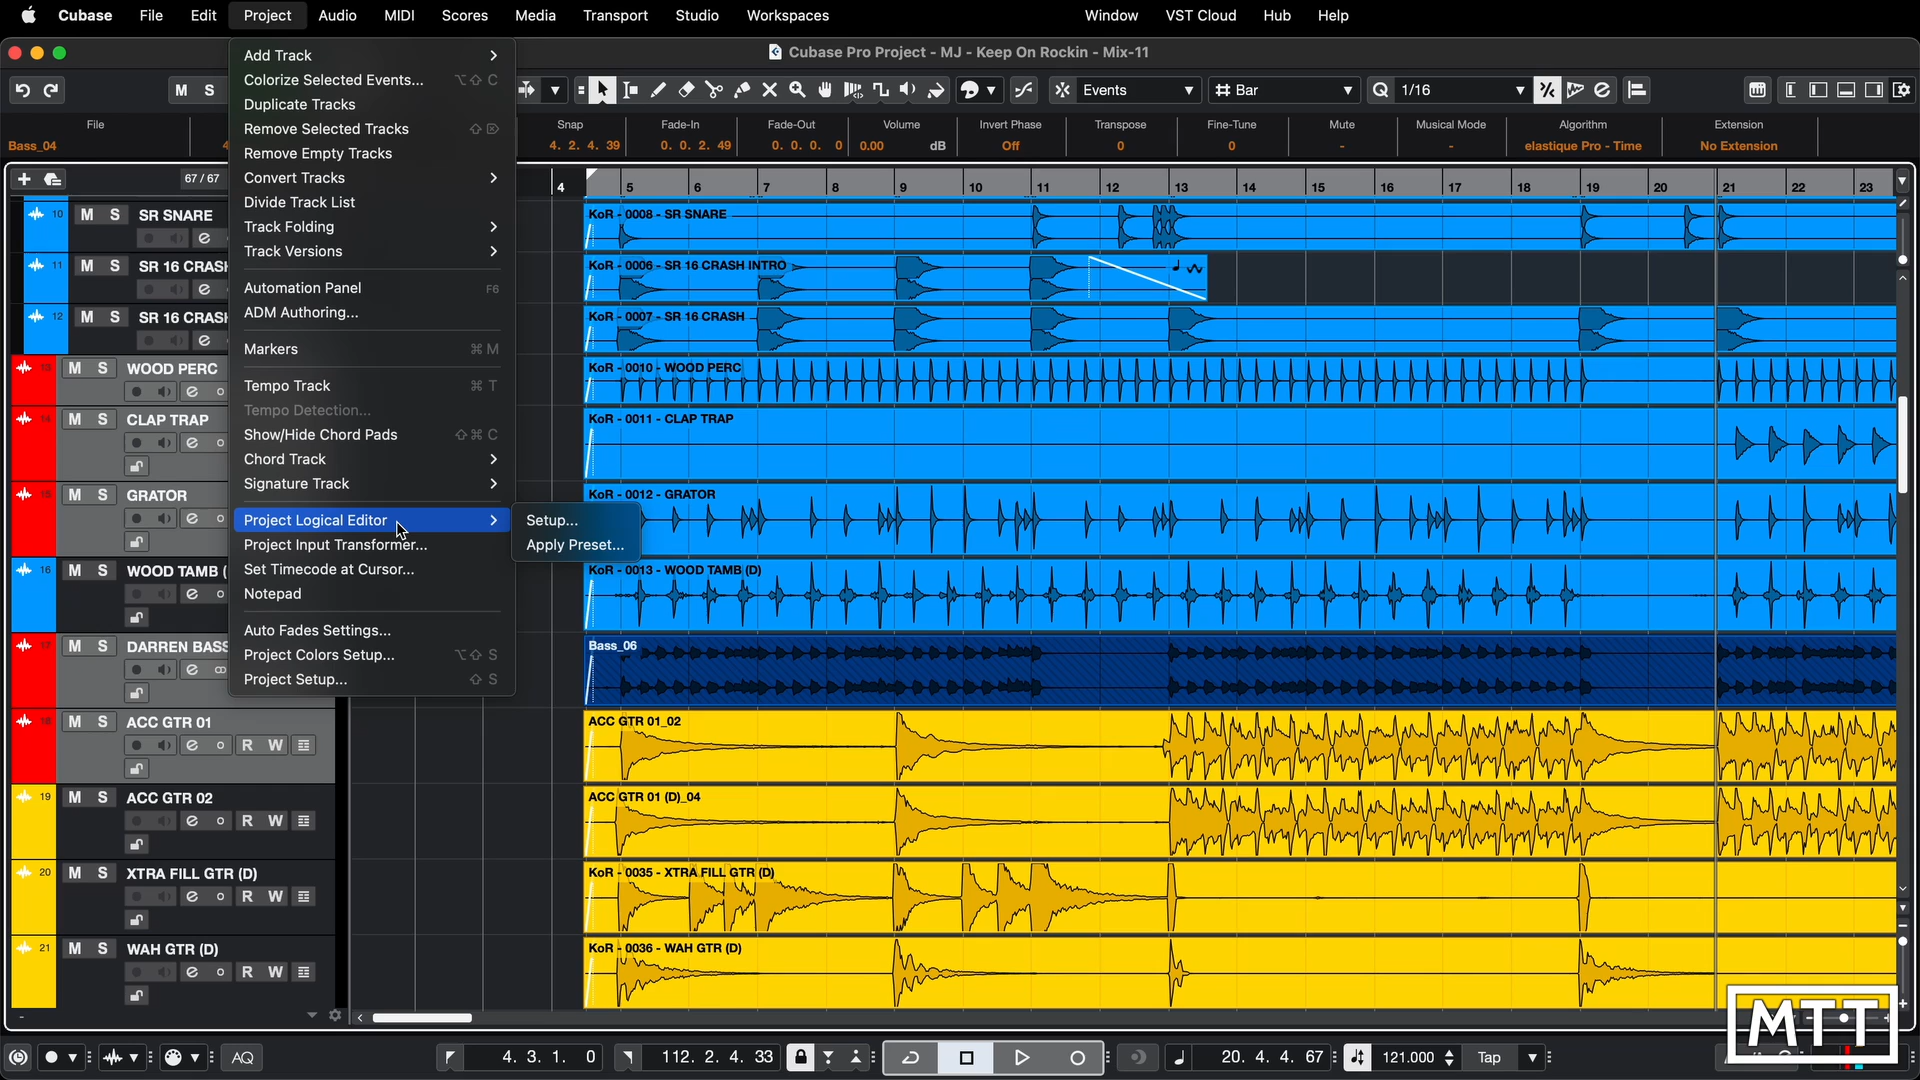 Cubase File Edit Project Audio MIDI Scores Media Transport Studio Workspaces Window VST Cloud Hub Help
Cubase Pro Project - MJ - Keep On Rockin - Mix-11
M S Events Bar Q 1/16
File Snap Fade-In Fade-Out Volume Invert Phase Transpose Fine-Tune Mute Musical Mode Algorithm Extension
Bass_04 4. 2. 4. 39 0. 0. 2. 49 0. 0. 0. 0 0.00 dB Off 0 0 - - elastique Pro - Time No Extension
67 / 67
4 5 6 7 8 9 10 11 12 13 14 15 16 17 18 19 20 21 22 23
Add Track
Colorize Selected Events... ⌥⇧ C
Duplicate Tracks
Remove Selected Tracks ⇧⌦
Remove Empty Tracks
Convert Tracks
Divide Track List
Track Folding
Track Versions
Automation Panel F6
ADM Authoring...
Markers ⌘ M
Tempo Track ⌘ T
Tempo Detection...
Show/Hide Chord Pads ⇧⌘ C
Chord Track
Signature Track
Project Logical Editor
Project Input Transformer...
Set Timecode at Cursor...
Notepad
Auto Fades Settings...
Project Colors Setup... ⌥⇧ S
Project Setup... ⇧ S
Setup...
Apply Preset...
10 M S SR SNARE
e
11 M S SR 16 CRASH
e
12 M S SR 16 CRASH
e
13 M S WOOD PERC
e
14 M S CLAP TRAP
e
15 M S GRATOR
e
16 M S WOOD TAMB (
e
17 M S DARREN BASS
e
18 M S ACC GTR 01
e R W
19 M S ACC GTR 02
e R W
20 M S XTRA FILL GTR (D)
e R W
21 M S WAH GTR (D)
e R W
KoR - 0008 - SR SNARE
KoR - 0006 - SR 16 CRASH INTRO
KoR - 0007 - SR 16 CRASH
KoR - 0010 - WOOD PERC
KoR - 0011 - CLAP TRAP
KoR - 0012 - GRATOR
KoR - 0013 - WOOD TAMB (D)
Bass_06
ACC GTR 01_02
ACC GTR 01 (D)_04
KoR - 0035 - XTRA FILL GTR (D)
KoR - 0036 - WAH GTR (D)
MTT
AQ 4. 3. 1. 0 112. 2. 4. 33 20. 4. 4. 67 121.000 Tap